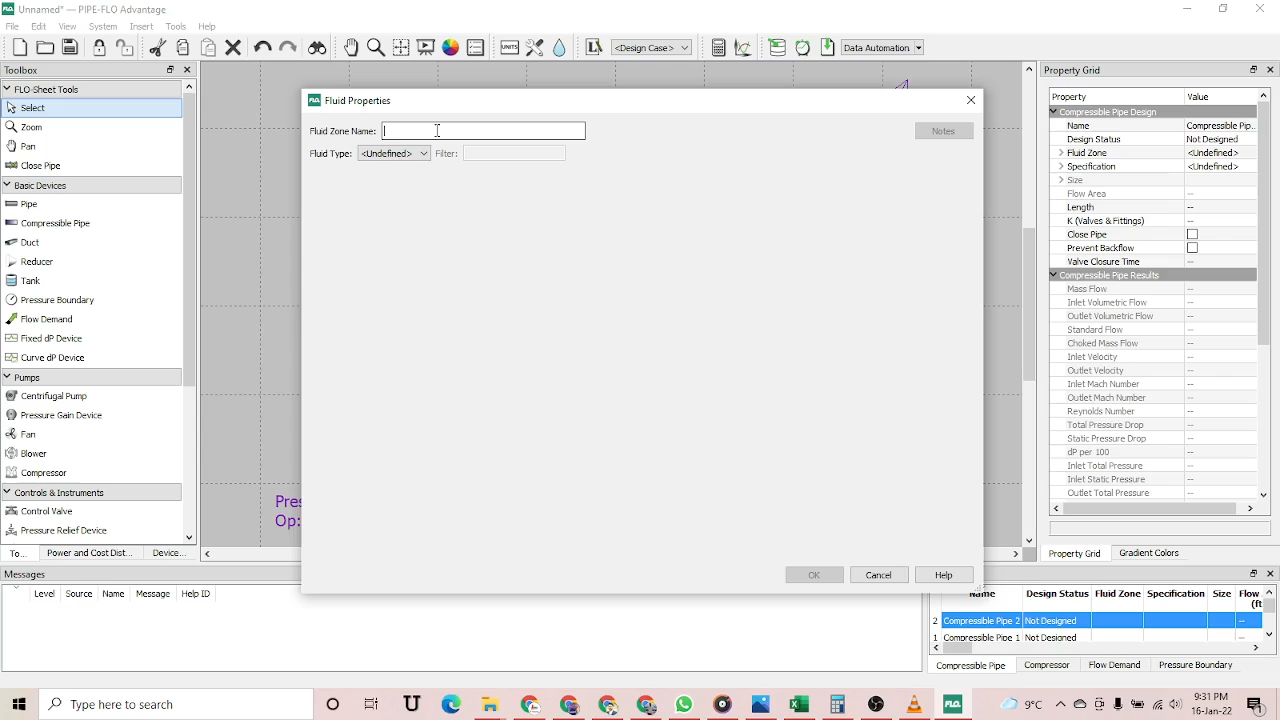 Unnamed* — PIPE-FLO Advantage
File Edit View System Insert Tools Help
UNITS <Design Case> Data Automation
Toolbox
FLO-Sheet Tools
Select
Zoom
Pan
Close Pipe
Basic Devices
Pipe
Compressible Pipe
Duct
Reducer
Tank
Pressure Boundary
Flow Demand
Fixed dP Device
Curve dP Device
Pumps
Centrifugal Pump
Pressure Gain Device
Fan
Blower
Compressor
Controls & Instruments
Control Valve
Pressure Relief Device
To... Power and Cost Dist... Device...
Pres
Op:
FLO Fluid Properties
Fluid Zone Name:
Notes
Fluid Type: <Undefined> Filter:
OK Cancel Help
Property Grid
Property Value
Compressible Pipe Design
Name Compressible Pip...
Design Status Not Designed
Fluid Zone <Undefined>
Specification <Undefined>
Size
Flow Area --
Length --
K (Valves & Fittings) --
Close Pipe
Prevent Backflow
Valve Closure Time --
Compressible Pipe Results
Mass Flow --
Inlet Volumetric Flow --
Outlet Volumetric Flow --
Standard Flow --
Choked Mass Flow --
Inlet Velocity --
Outlet Velocity --
Inlet Mach Number --
Outlet Mach Number --
Reynolds Number --
Total Pressure Drop --
Static Pressure Drop --
dP per 100 --
Inlet Total Pressure --
Inlet Static Pressure --
Outlet Total Pressure --
Property Grid Gradient Colors
Messages
Level Source Name Message Help ID
Name Design Status Fluid Zone Specification Size Flow
(ft
2 Compressible Pipe 2 Not Designed --
1 Compressible Pipe 1 Not Designed --
Compressible Pipe Compressor Flow Demand Pressure Boundary
Type here to search
U
FLO
9°C
9:31 PM
16-Jan-22
1